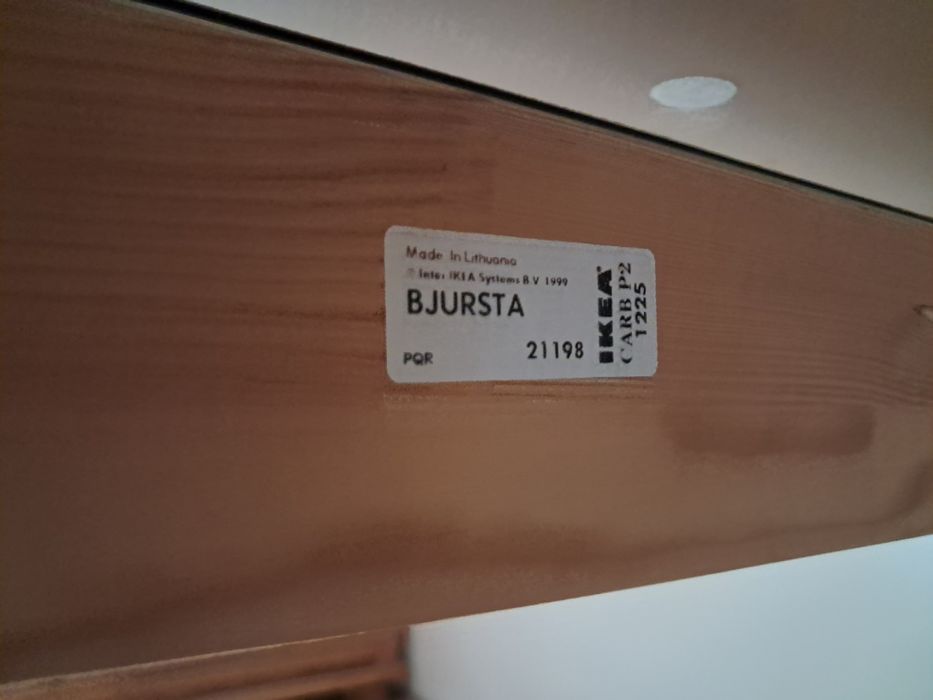 Made In Lithuania
© Inter IKEA Systems B.V. 1999
BJURSTA
PQR
21198
IKEA
CARB P2
1225